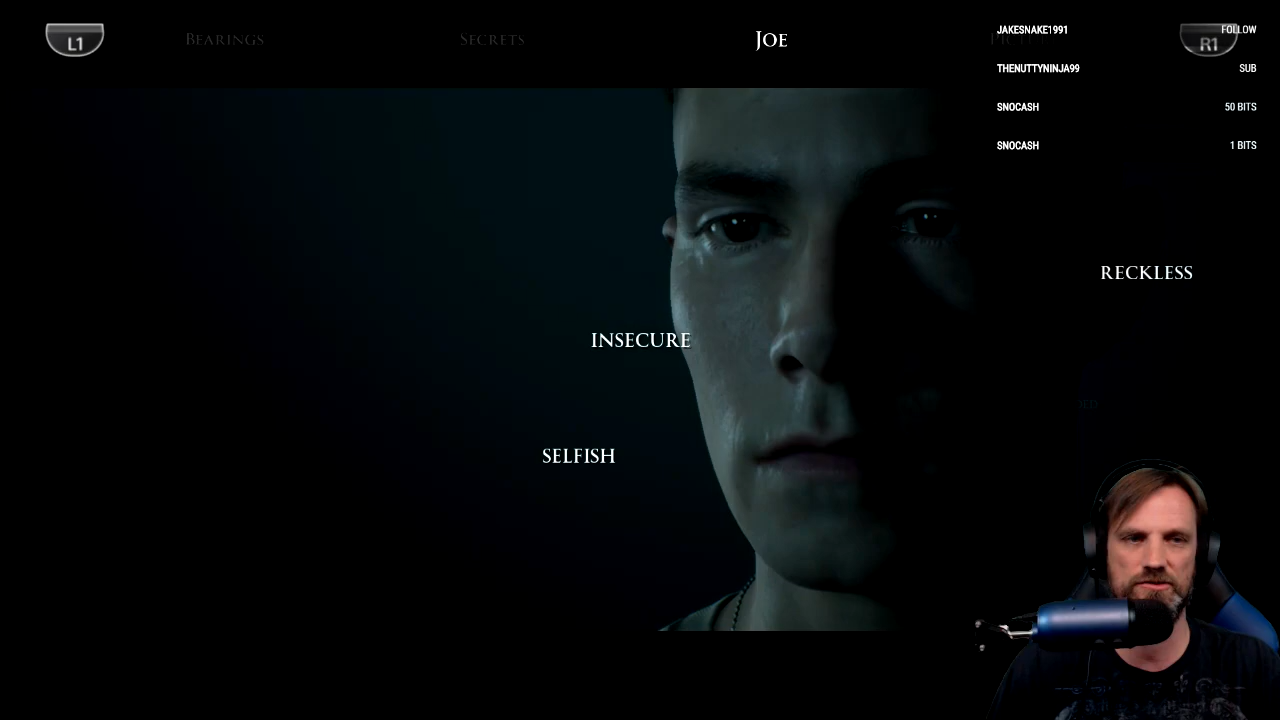 L1
BEARINGS
SECRETS
JOE
R1
JAKESNAKE1991 FOLLOW
THENUTTYNINJA99 SUB
SNOCASH 50 BITS
SNOCASH 1 BITS
RECKLESS
INSECURE
SELFISH